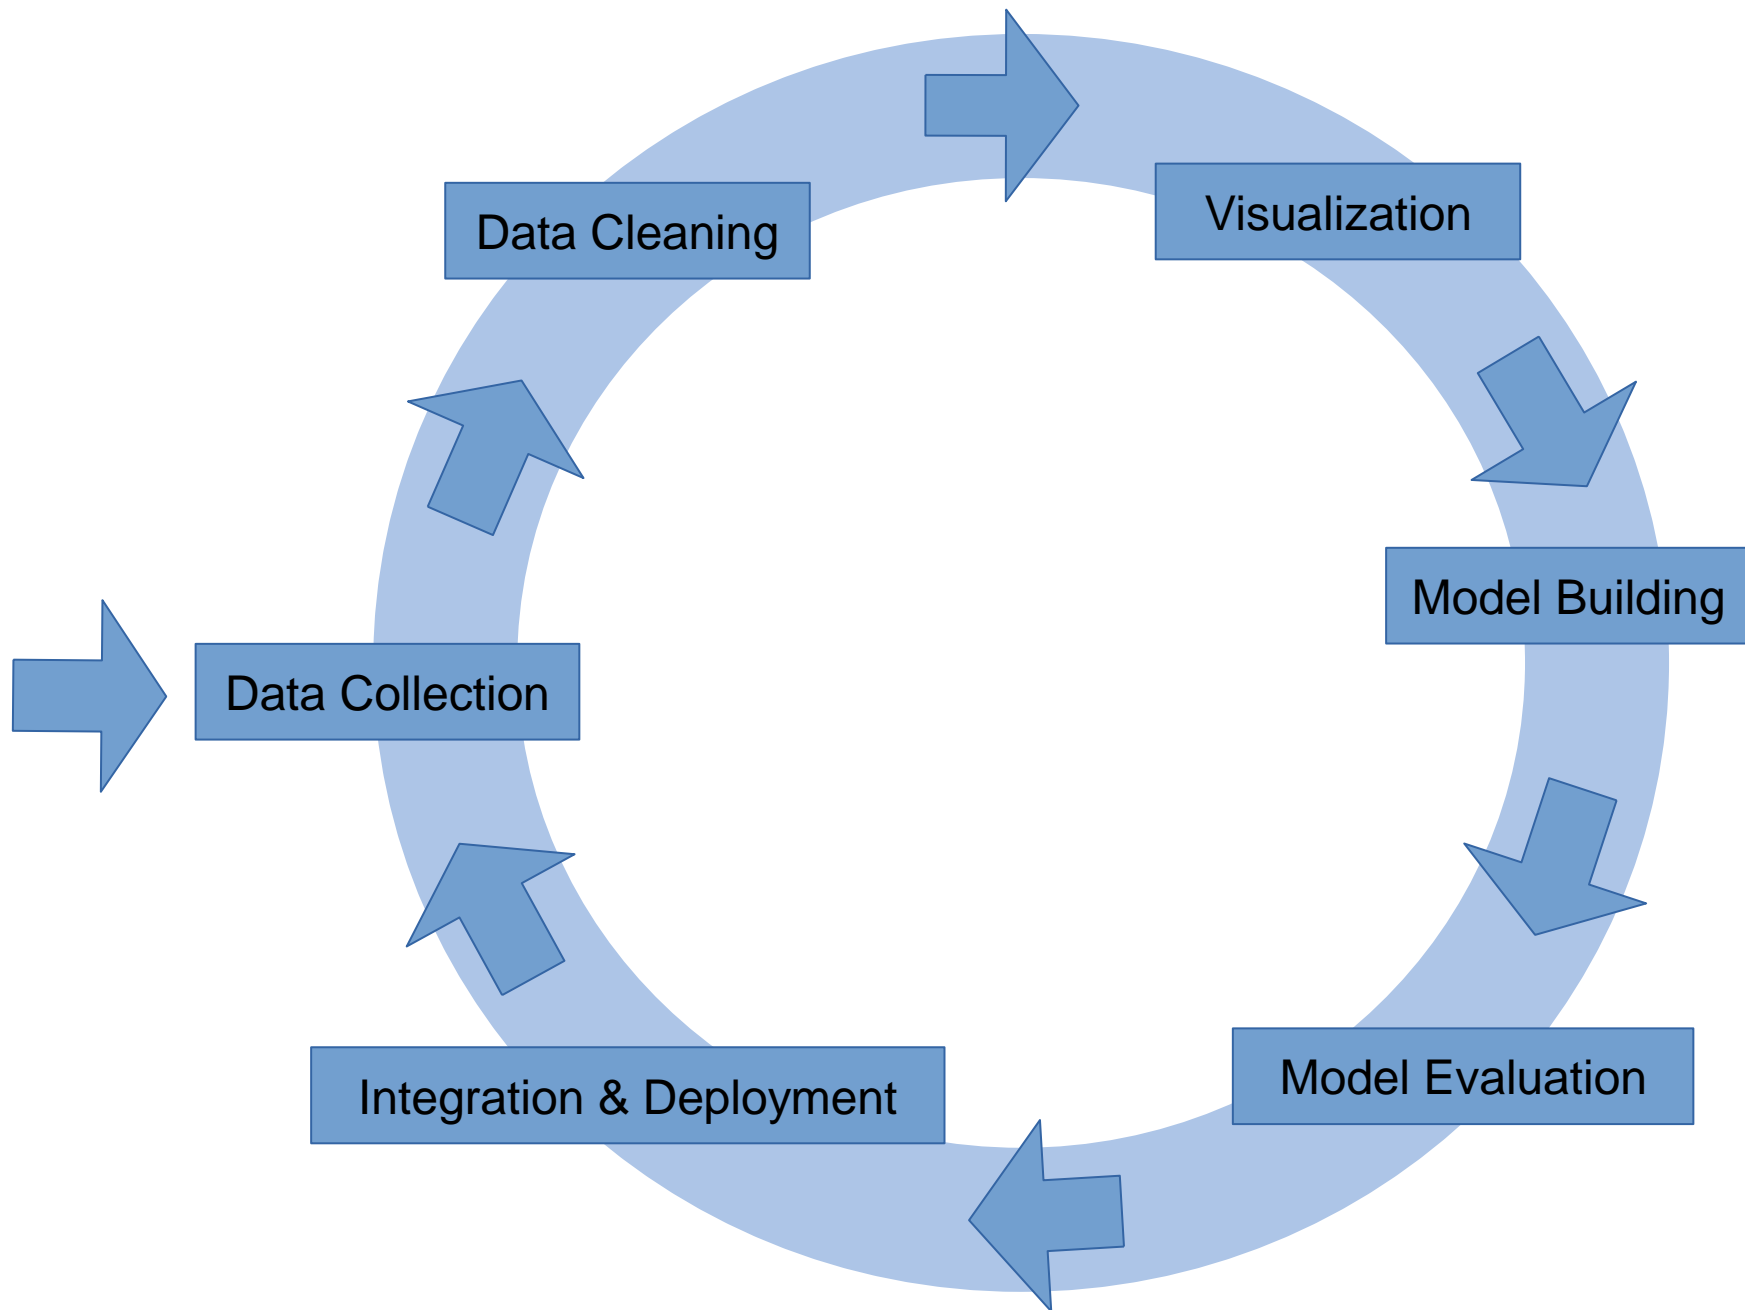 Data Cleaning
Visualization
Model Building
Data Collection
Model Evaluation
Integration & Deployment